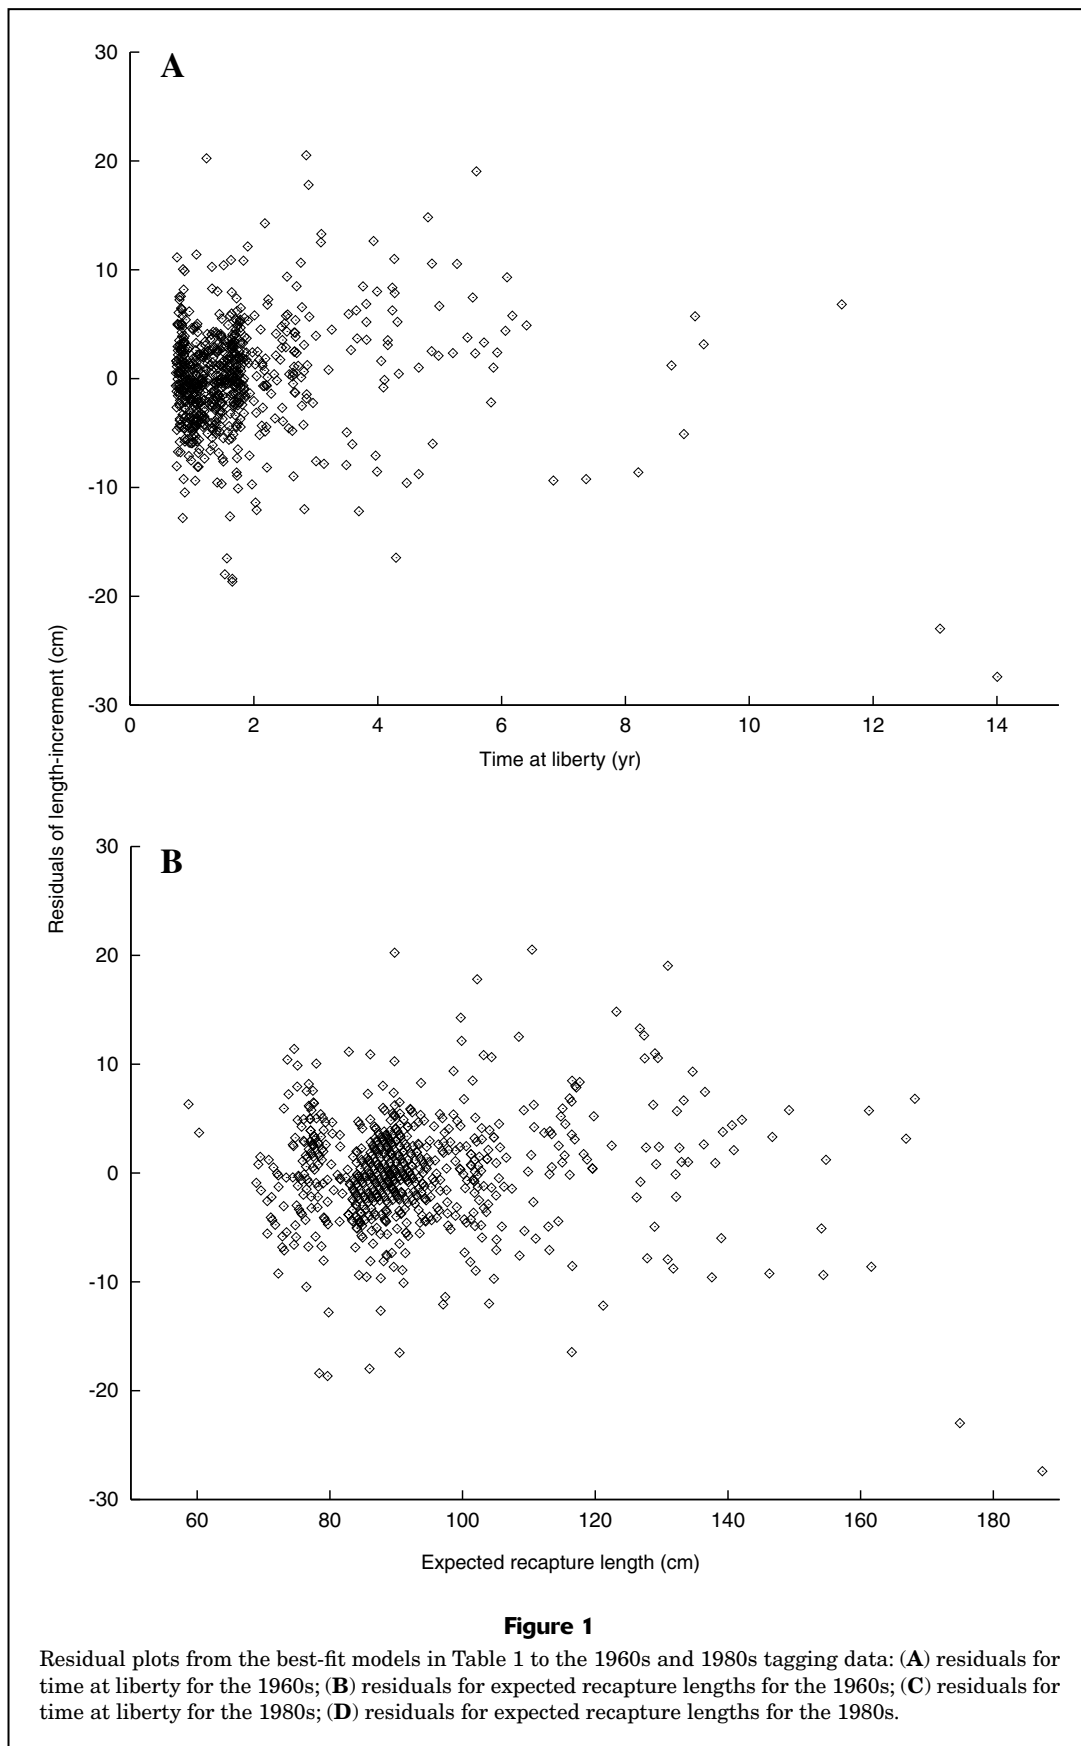 A
30
20
10
0
-10
-20
-30
0 2 4 6 8 10 12 14
Time at liberty (yr)
Residuals of length-increment (cm)
B
30
20
10
0
-10
-20
-30
60 80 100 120 140 160 180
Expected recapture length (cm)
Figure 1
Residual plots from the best-fit models in Table 1 to the 1960s and 1980s tagging data: (A) residuals for
time at liberty for the 1960s; (B) residuals for expected recapture lengths for the 1960s; (C) residuals for
time at liberty for the 1980s; (D) residuals for expected recapture lengths for the 1980s.